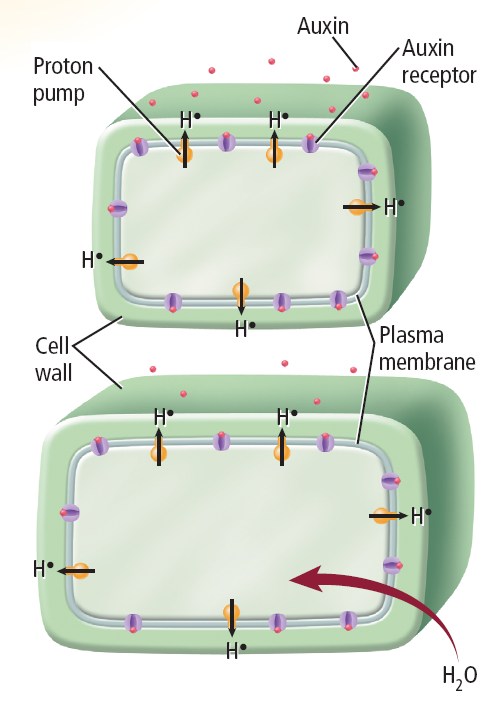 Auxin
Auxin
receptor
Proton
pump
H•
H•
H•
H•
H•
Cell
wall
Plasma
membrane
H•
H•
H•
H•
H•
H₂O